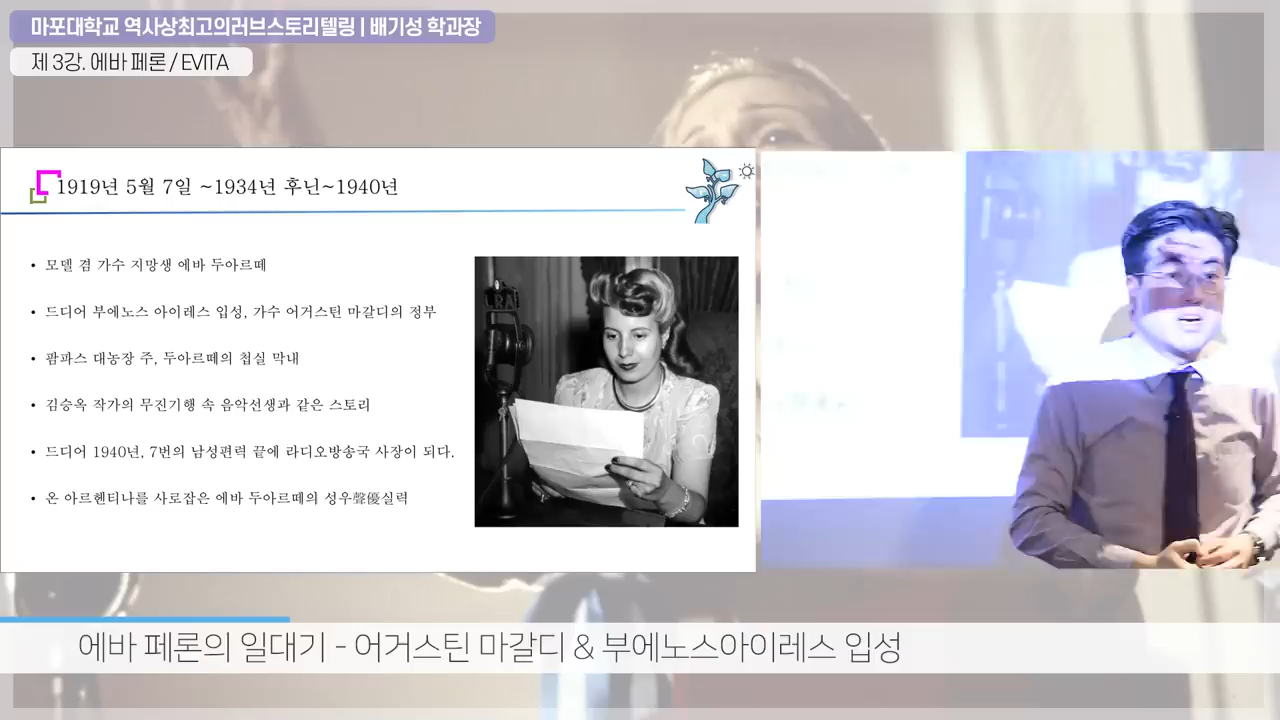 마포대학교 역사상최고의러브스토리텔링 | 배기성 학과장
제 3강. 에바 페론 / EVITA
1919년 5월 7일 ~1934년 후닌~1940년
• 모델 겸 가수 지망생 에바 두아르떼
• 드디어 부에노스 아이레스 입성, 가수 어거스틴 마갈디의 정부
• 팜파스 대농장 주, 두아르떼의 첩실 막내
• 김승옥 작가의 무진기행 속 음악선생과 같은 스토리
• 드디어 1940년, 7번의 남성편력 끝에 라디오방송국 사장이 되다.
• 온 아르헨티나를 사로잡은 에바 두아르떼의 성우聲優실력
LRA
에바 페론의 일대기 - 어거스틴 마갈디 & 부에노스아이레스 입성